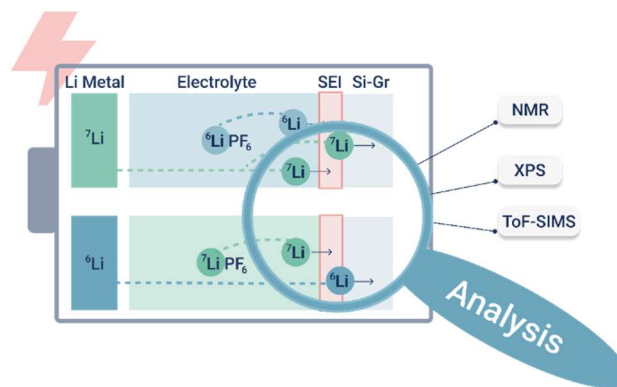 Li Metal Electrolyte SEI Si-Gr
⁷Li
⁶LiPF₆
⁶Li
⁷Li
⁷Li
⁶Li
⁷LiPF₆
⁷Li
⁶Li
NMR
XPS
ToF-SIMS
Analysis